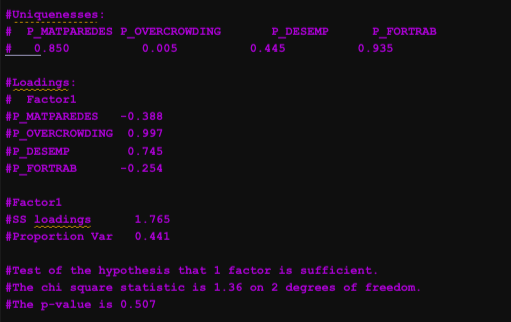 #Uniquenesses:
# P_MATPAREDES P_OVERCROWDING P_DESEMP P_FORTRAB
# 0.850 0.005 0.445 0.935
#Loadings:
# Factor1
#P_MATPAREDES -0.388
#P_OVERCROWDING 0.997
#P_DESEMP 0.745
#P_FORTRAB -0.254
#Factor1
#SS loadings 1.765
#Proportion Var 0.441
#Test of the hypothesis that 1 factor is sufficient.
#The chi square statistic is 1.36 on 2 degrees of freedom.
#The p-value is 0.507